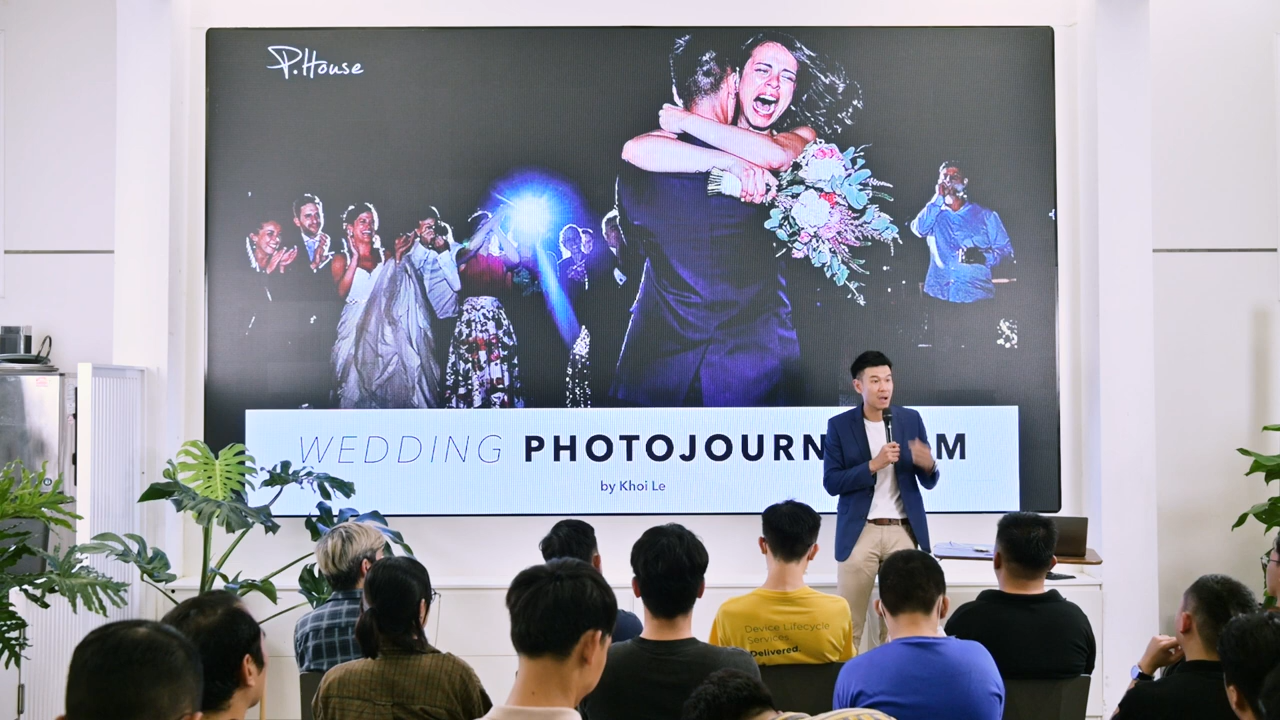 P.House
WEDDING PHOTOJOURN M
by Khoi Le
Device Lifecycle
Services.
Delivered.